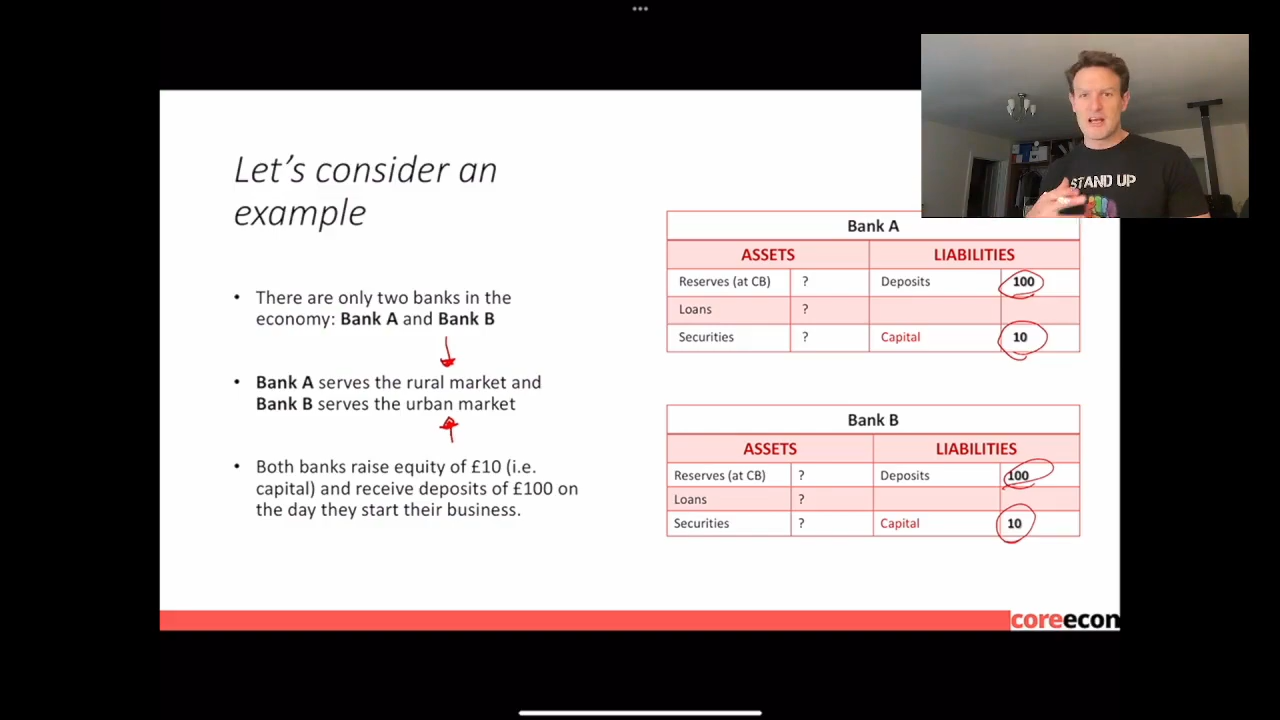 Let's consider an
example
• There are only two banks in the
economy: Bank A and Bank B
• Bank A serves the rural market and
Bank B serves the urban market
• Both banks raise equity of £10 (i.e.
capital) and receive deposits of £100 on
the day they start their business.
STAND UP
Bank A
ASSETS LIABILITIES
Reserves (at CB) ? Deposits 100
Loans ?
Securities ? Capital 10
Bank B
ASSETS LIABILITIES
Reserves (at CB) ? Deposits 100
Loans ?
Securities ? Capital 10
coreecon